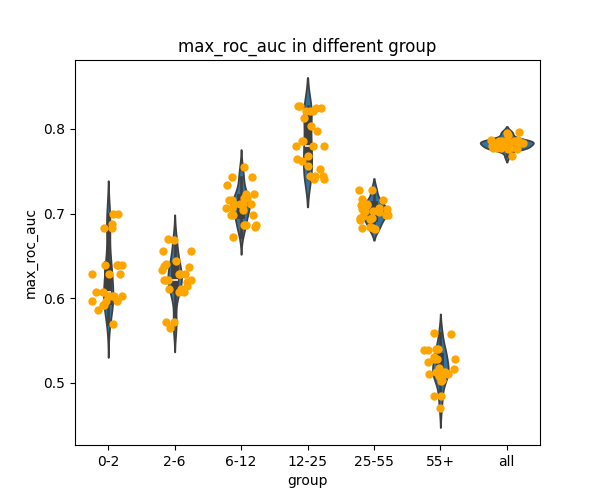 max_roc_auc in different group
max_roc_auc
0.8
0.7
0.6
0.5
0-2 2-6 6-12 12-25 25-55 55+ all
group